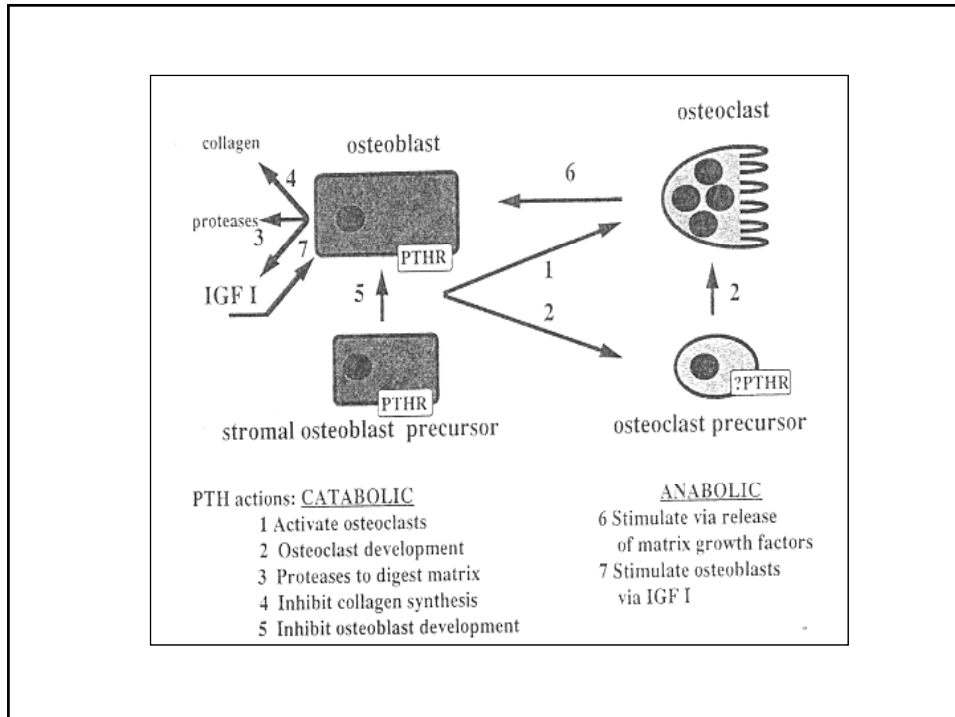 osteoclast
collagen
osteoblast
4
6
proteases
3
7
PTHR
1
IGF I
5
2
2
PTHR
?PTHR
stromal osteoblast precursor
osteoclast precursor
PTH actions: CATABOLIC
1 Activate osteoclasts
2 Osteoclast development
3 Proteases to digest matrix
4 Inhibit collagen synthesis
5 Inhibit osteoblast development
ANABOLIC
6 Stimulate via release
of matrix growth factors
7 Stimulate osteoblasts
via IGF I